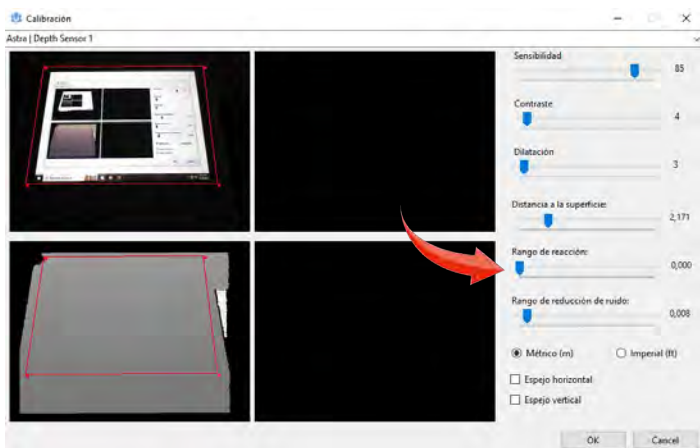 Calibración
Astra | Depth Sensor 1
Sensibilidad
85
Contraste
4
Dilatación
3
Distancia a la superficie:
2,171
Rango de reacción:
0,000
Rango de reducción de ruido:
0,008
Métrico (m)
Imperial (ft)
Espejo horizontal
Espejo vertical
OK
Cancel